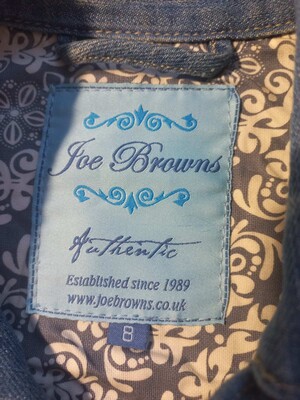 Joe Browns
Authentic
Established since 1989
www.joebrowns.co.uk
8